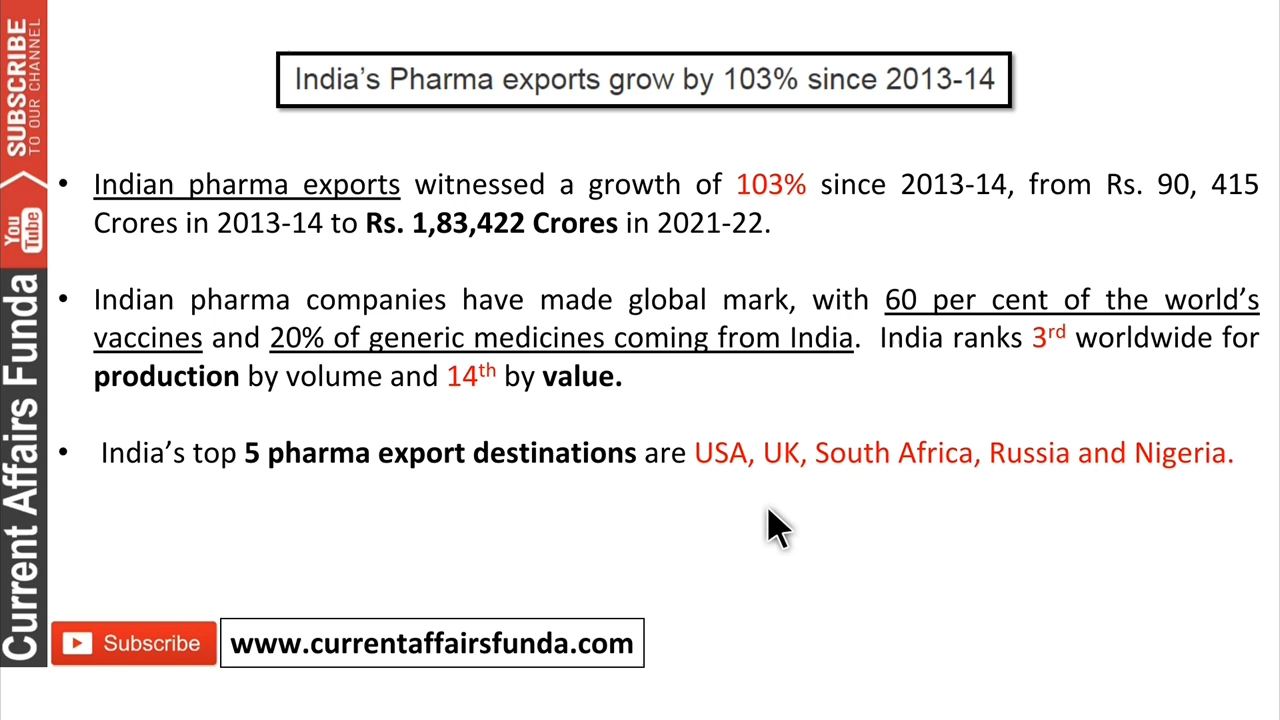 SUBSCRIBE
TO OUR CHANNEL
You
Tube
Current Affairs Funda
India's Pharma exports grow by 103% since 2013-14
• Indian pharma exports witnessed a growth of 103% since 2013-14, from Rs. 90, 415
Crores in 2013-14 to Rs. 1,83,422 Crores in 2021-22.
• Indian pharma companies have made global mark, with 60 per cent of the world's
vaccines and 20% of generic medicines coming from India. India ranks 3rd worldwide for
production by volume and 14th by value.
• India's top 5 pharma export destinations are USA, UK, South Africa, Russia and Nigeria.
Subscribe
www.currentaffairsfunda.com